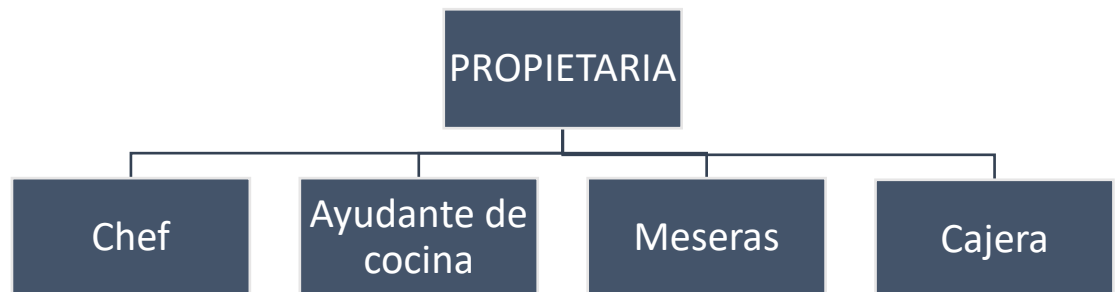 PROPIETARIA
Chef
Ayudante de
cocina
Meseras
Cajera